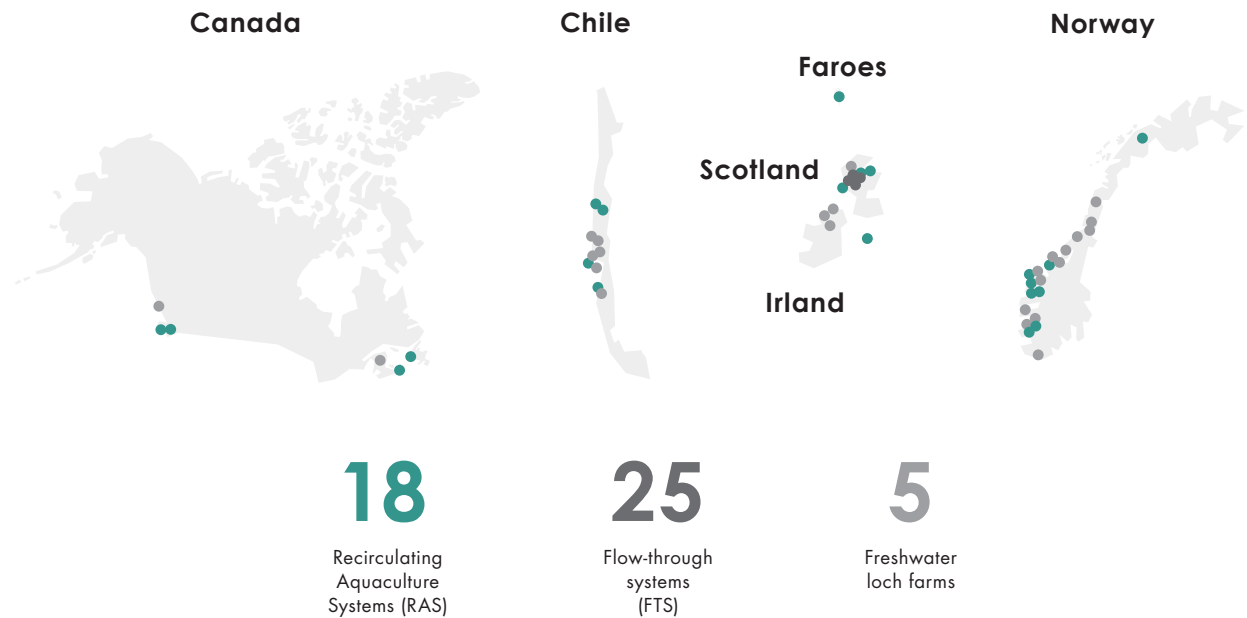 Canada
Chile
Norway
Faroes
Scotland
Irland
18
Recirculating
Aquaculture
Systems (RAS)
25
Flow-through
systems
(FTS)
5
Freshwater
loch farms